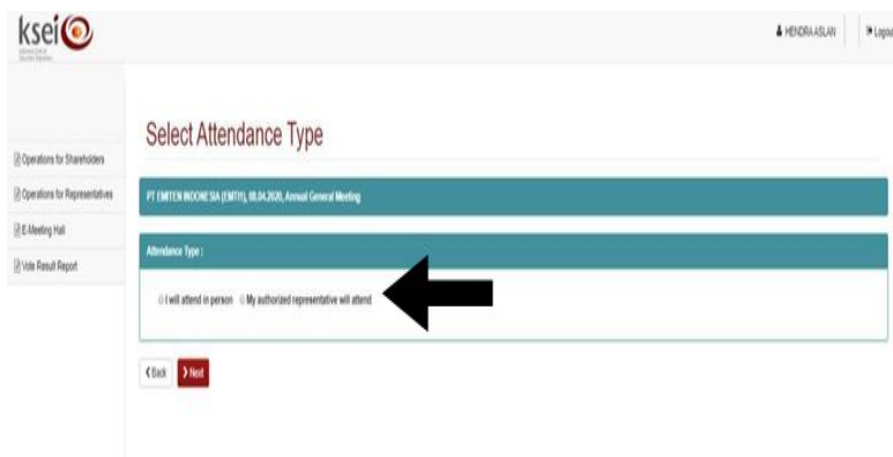 ksei
HENDRA ASLAN
Logou
Select Attendance Type
Operations for Shareholders
Operations for Representatives
E-Meeting Hall
Vote Result Report
PT EMITEN INDONESIA (EMTH), 08.04.2020, Annual General Meeting
Attendance Type :
I will attend in person
My authorized representative will attend
Back
Next